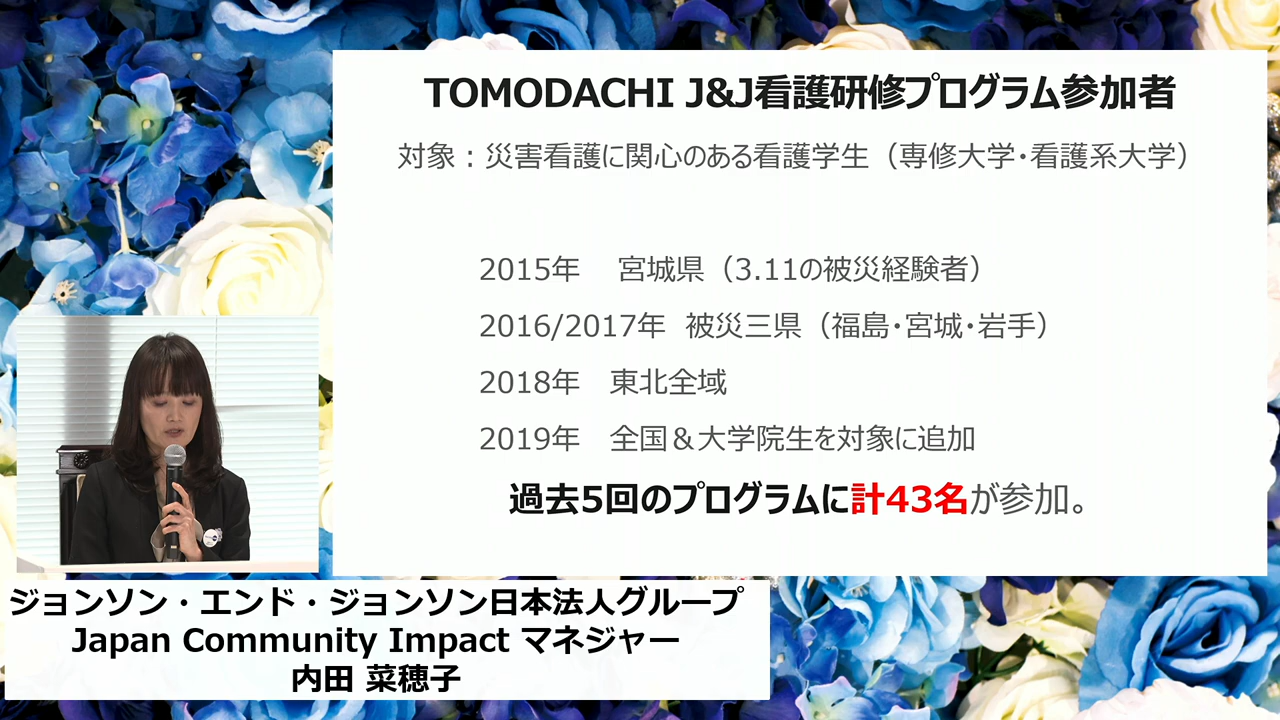 TOMODACHI J&J看護研修プログラム参加者
対象：災害看護に関心のある看護学生（専修大学・看護系大学）
2015年　宮城県（3.11の被災経験者）
2016/2017年 被災三県（福島・宮城・岩手）
2018年　東北全域
2019年　全国＆大学院生を対象に追加
過去5回のプログラムに計43名が参加。
ジョンソン・エンド・ジョンソン日本法人グループ
Japan Community Impact マネジャー
内田 菜穂子